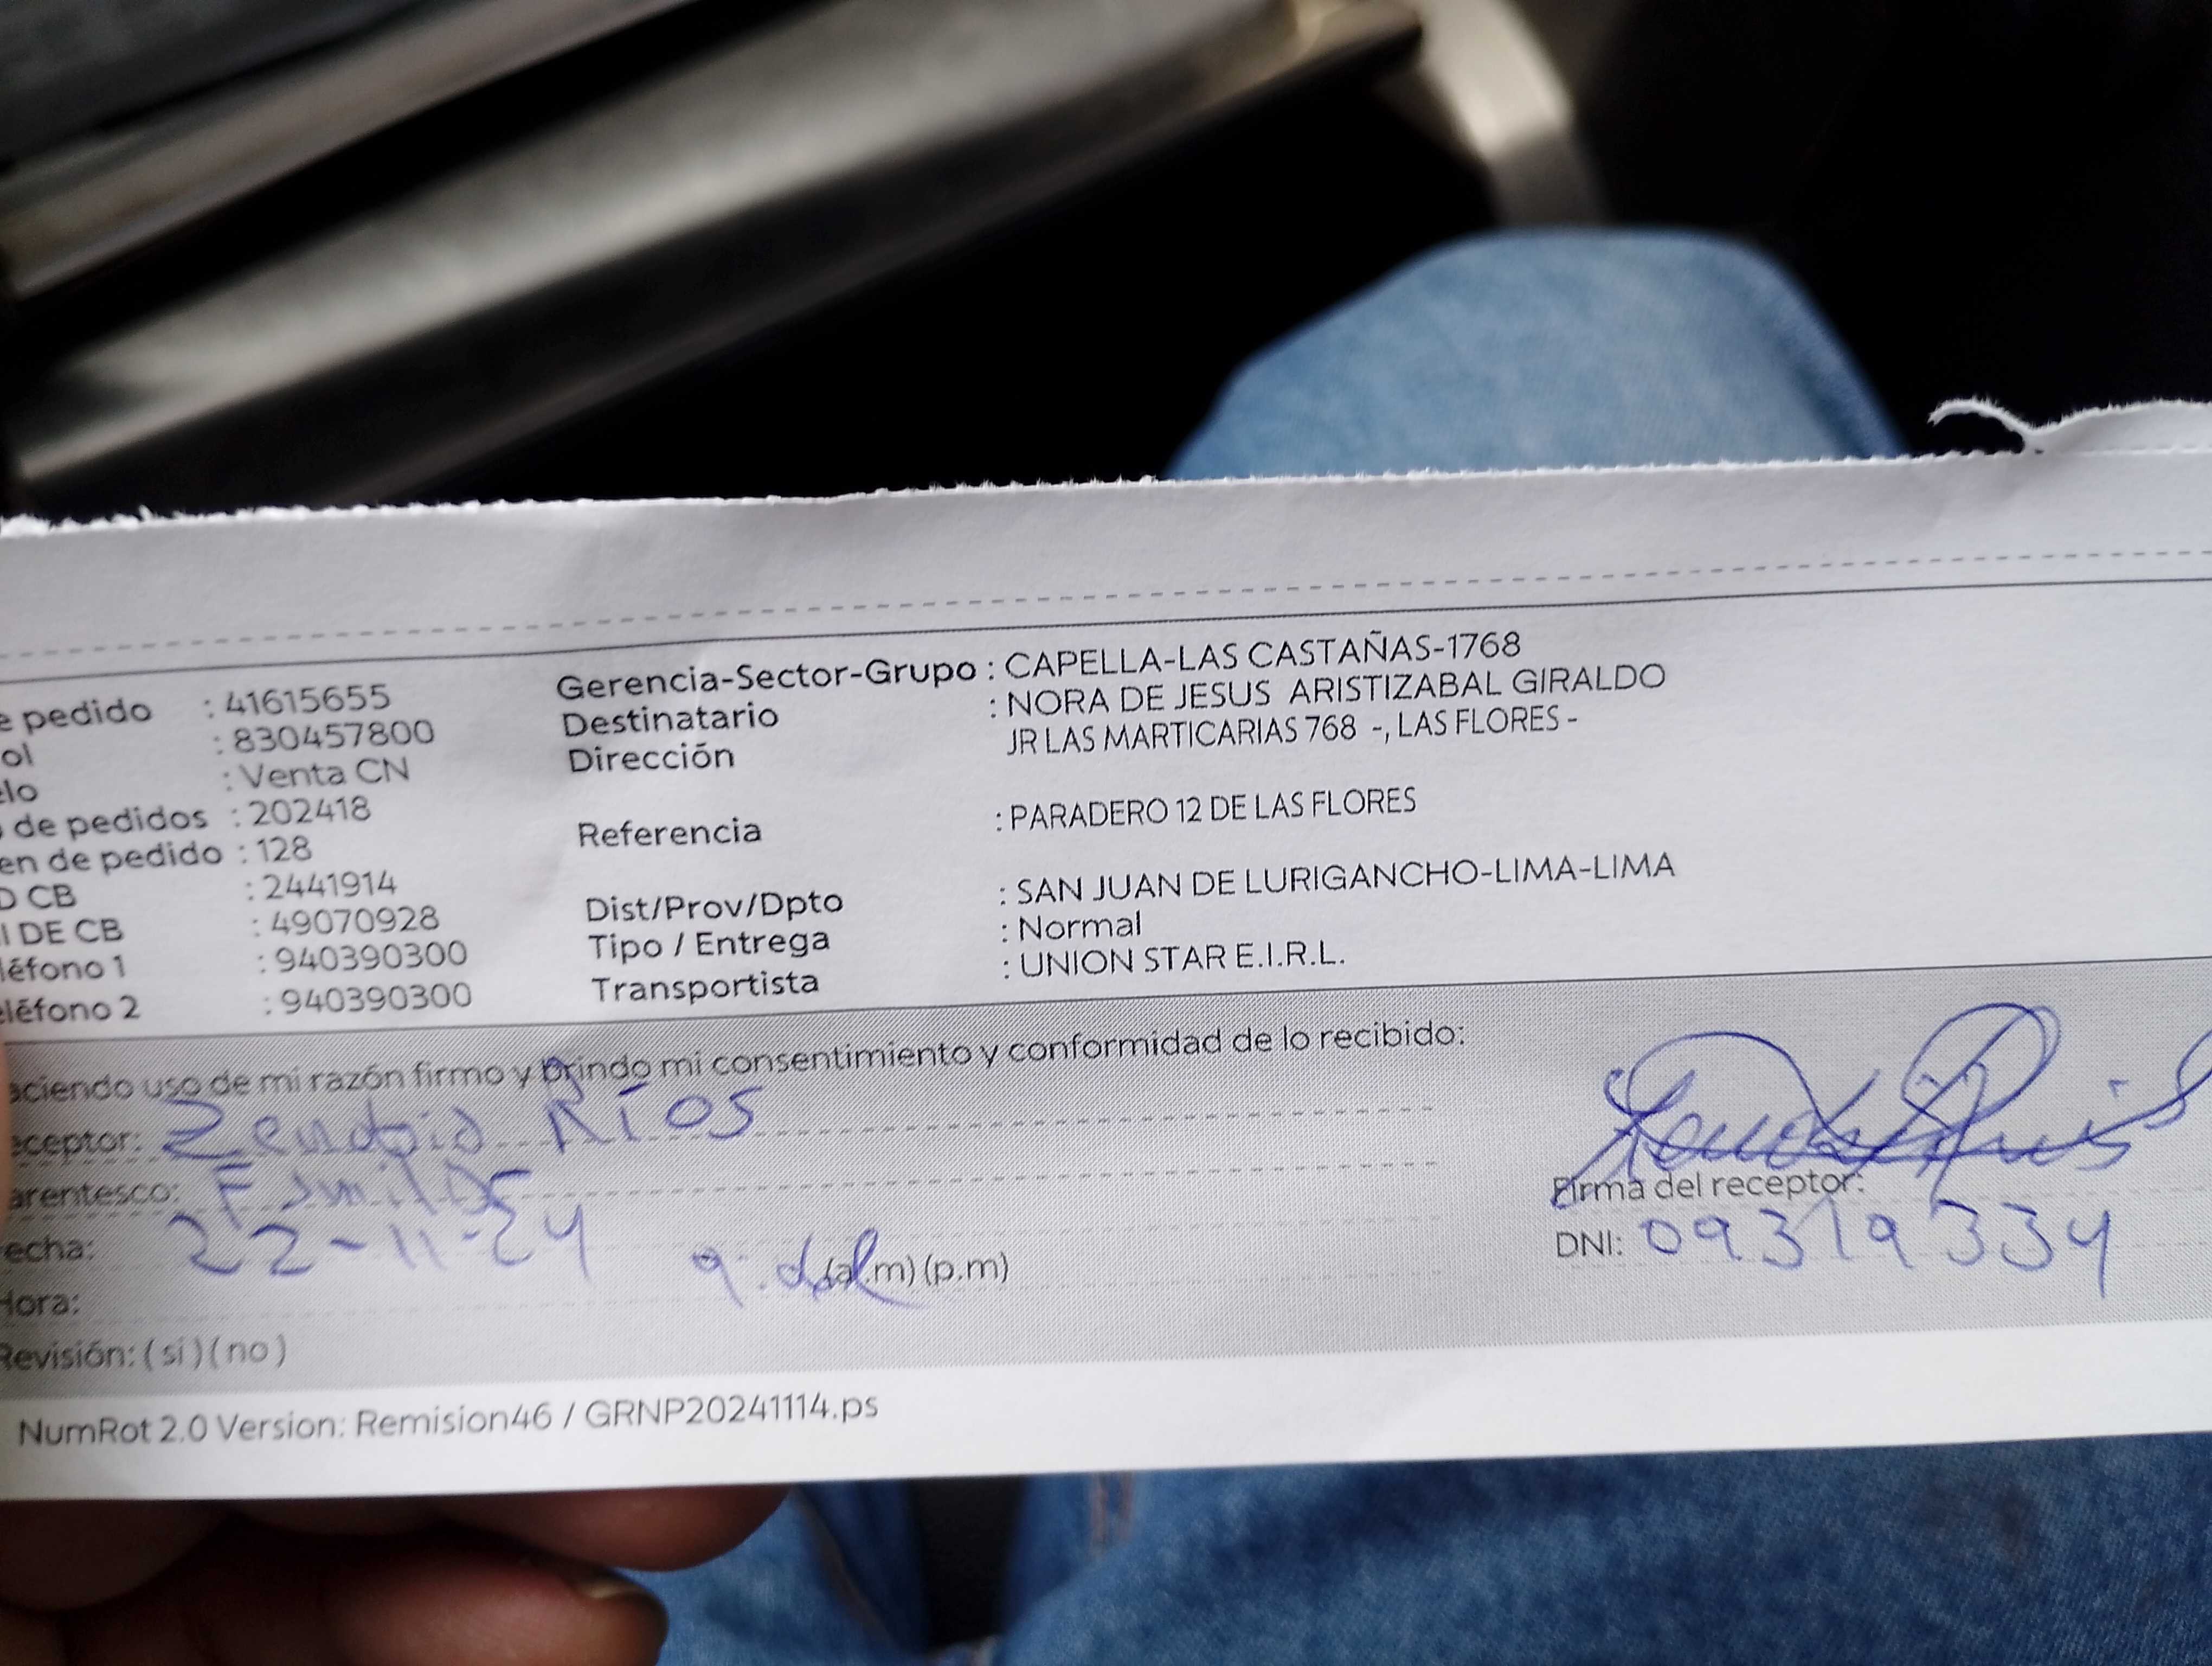 e pedido : 41615655 Gerencia-Sector-Grupo : CAPELLA-LAS CASTAÑAS-1768
ol : 830457800 Destinatario : NORA DE JESUS ARISTIZABAL GIRALDO
elo : Venta CN Dirección JR LAS MARTICARIAS 768 -, LAS FLORES -
o de pedidos : 202418
en de pedido : 128 Referencia : PARADERO 12 DE LAS FLORES
D CB : 2441914
I DE CB : 49070928 Dist/Prov/Dpto : SAN JUAN DE LURIGANCHO-LIMA-LIMA
léfono 1 : 940390300 Tipo / Entrega : Normal
eléfono 2 : 940390300 Transportista : UNION STAR E.I.R.L.
aciendo uso de mi razón firmo y brindo mi consentimiento y conformidad de lo recibido:
eceptor: Ríos
arentesco: Firma del receptor:
echa: 22-11-24 DNI: 09319334
Hora: (a.m) (p.m)
Revisión: ( si ) ( no )
NumRot 2.0 Version: Remision46 / GRNP20241114.ps